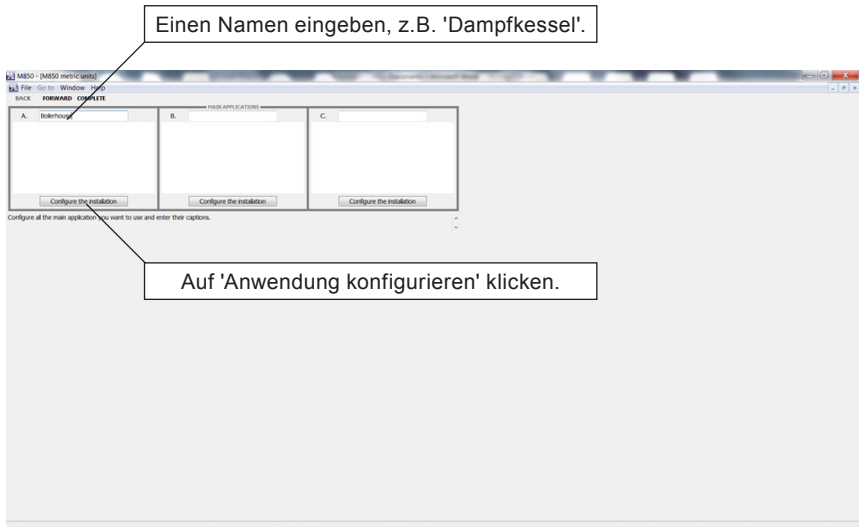 Einen Namen eingeben, z.B. 'Dampfkessel'.
M850 - [M850 metric units]
File Go to Window Help
BACK FORWARD COMPLETE
MAIN APPLICATIONS
A. Boilerhouse B. C.
Configure the installation Configure the installation Configure the installation
Configure all the main application you want to use and enter their captions.
Auf 'Anwendung konfigurieren' klicken.